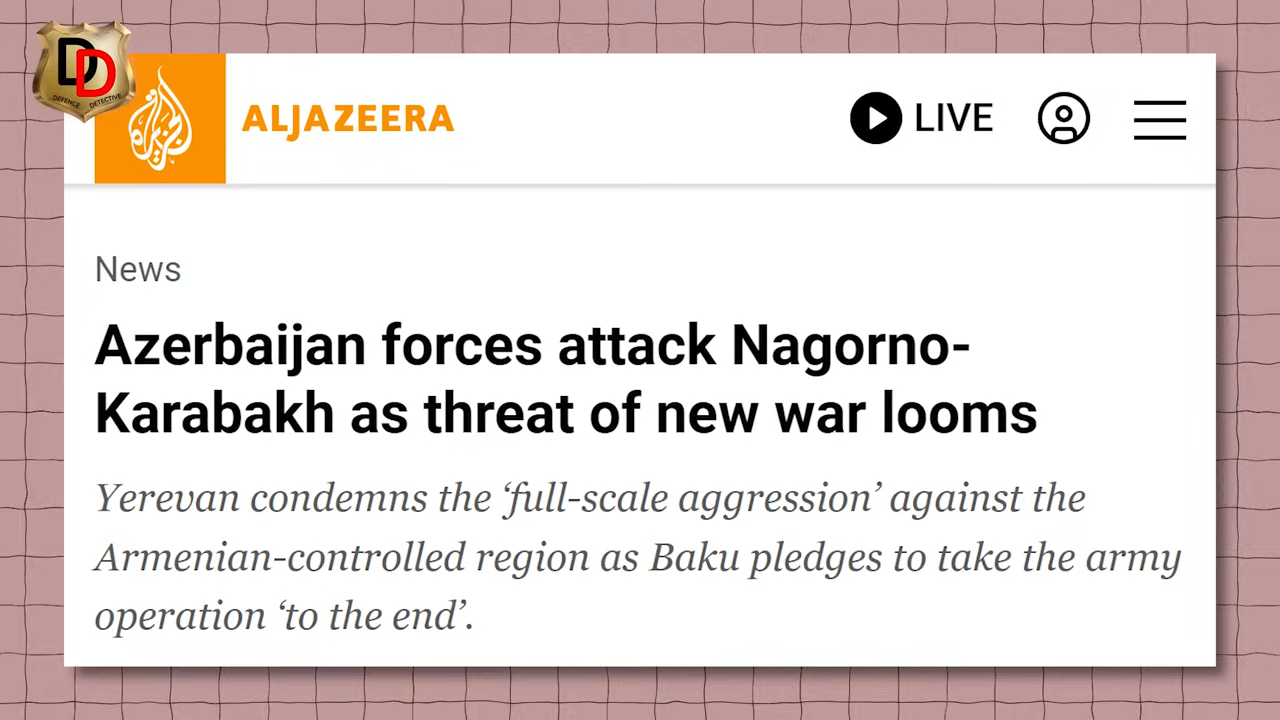 DD
DEFENCE DETECTIVE
الجزيرة
ALJAZEERA
LIVE
News
Azerbaijan forces attack Nagorno-
Karabakh as threat of new war looms
Yerevan condemns the ‘full-scale aggression’ against the
Armenian-controlled region as Baku pledges to take the army
operation ‘to the end’.